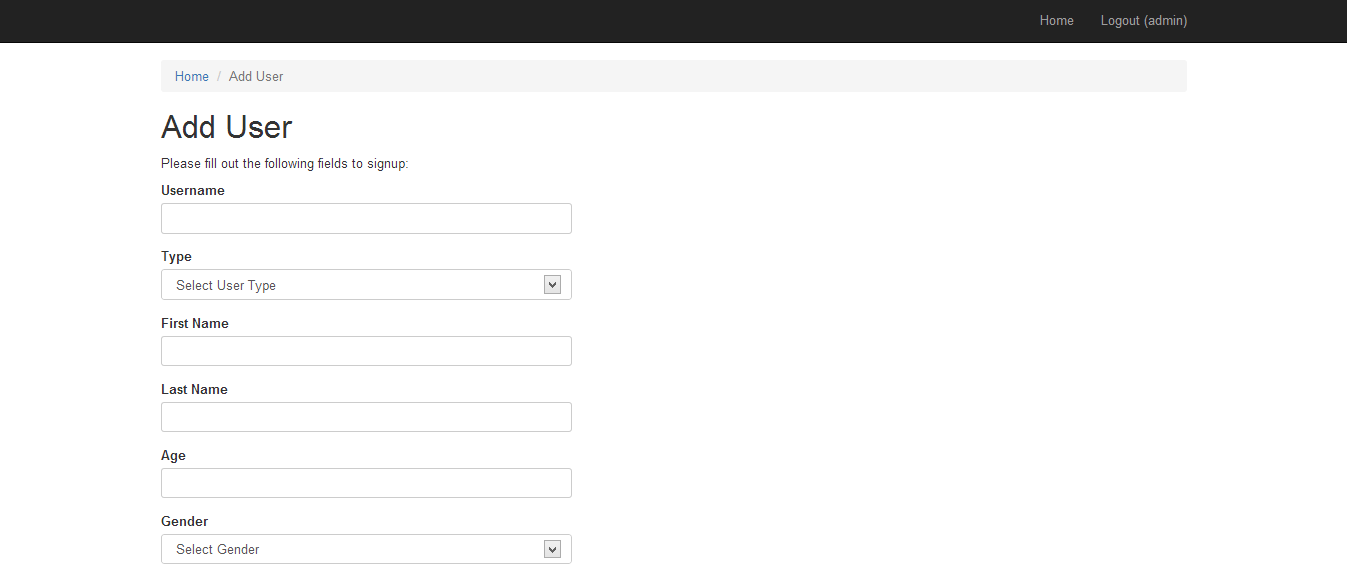 Home Logout (admin)
Home / Add User
Add User
Please fill out the following fields to signup:
Username
Type
Select User Type
First Name
Last Name
Age
Gender
Select Gender